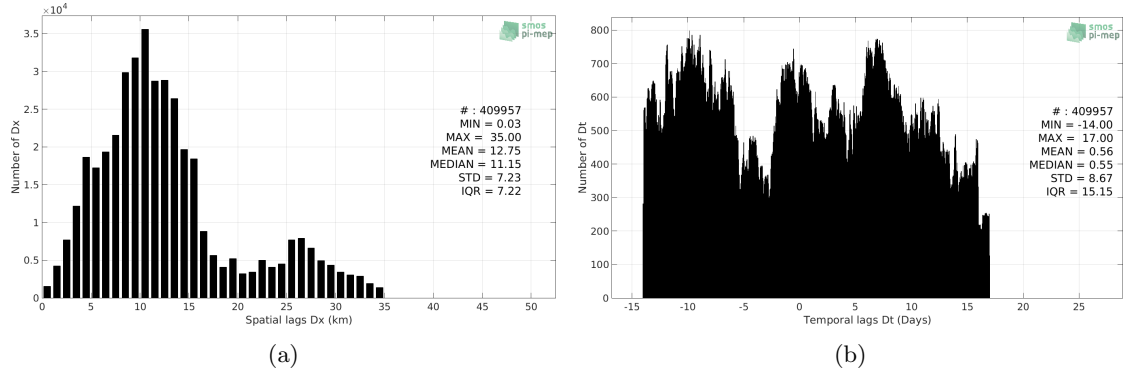 ×10⁴
3.5
3
2.5
2
1.5
1
0.5
0
0 5 10 15 20 25 30 35 40 45 50
Number of Dx
Spatial lags Dx (km)
smos
pi-mep
# : 409957
MIN = 0.03
MAX = 35.00
MEAN = 12.75
MEDIAN = 11.15
STD = 7.23
IQR = 7.22
(a)
800
700
600
500
400
300
200
100
0
-15 -10 -5 0 5 10 15 20 25
Number of Dt
Temporal lags Dt (Days)
smos
pi-mep
# : 409957
MIN = -14.00
MAX = 17.00
MEAN = 0.56
MEDIAN = 0.55
STD = 8.67
IQR = 15.15
(b)